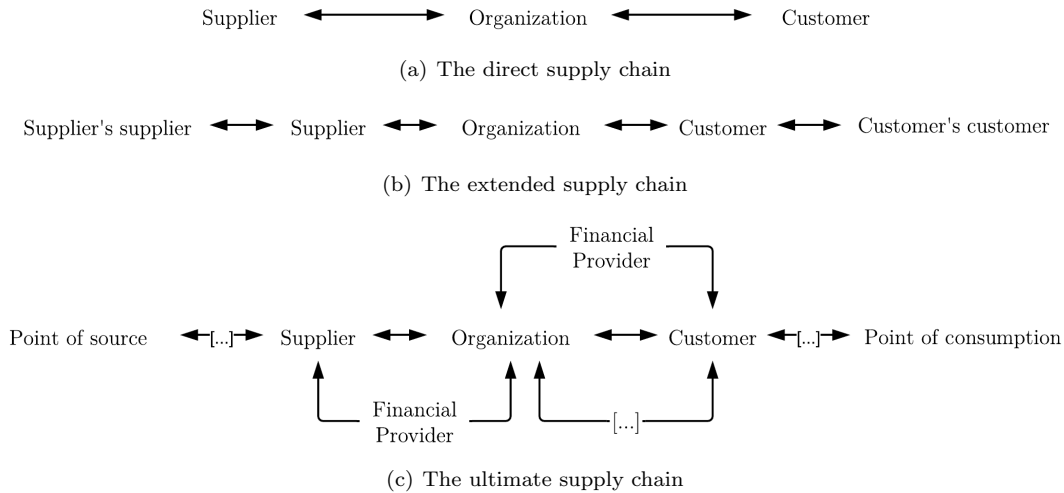 Supplier Organization Customer
(a) The direct supply chain
Supplier's supplier Supplier Organization Customer Customer's customer
(b) The extended supply chain
Financial
Provider
Point of source [...] Supplier Organization Customer [...] Point of consumption
Financial
Provider
[...]
(c) The ultimate supply chain